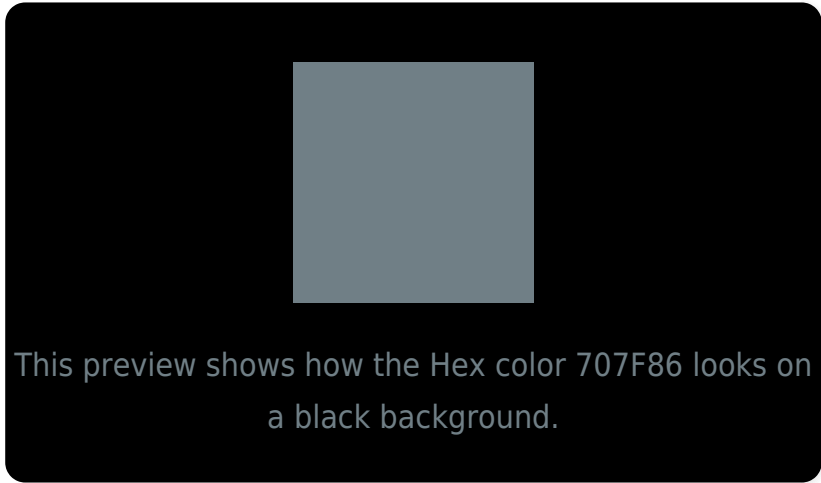 This preview shows how the Hex color 707F86 looks on
a black background.